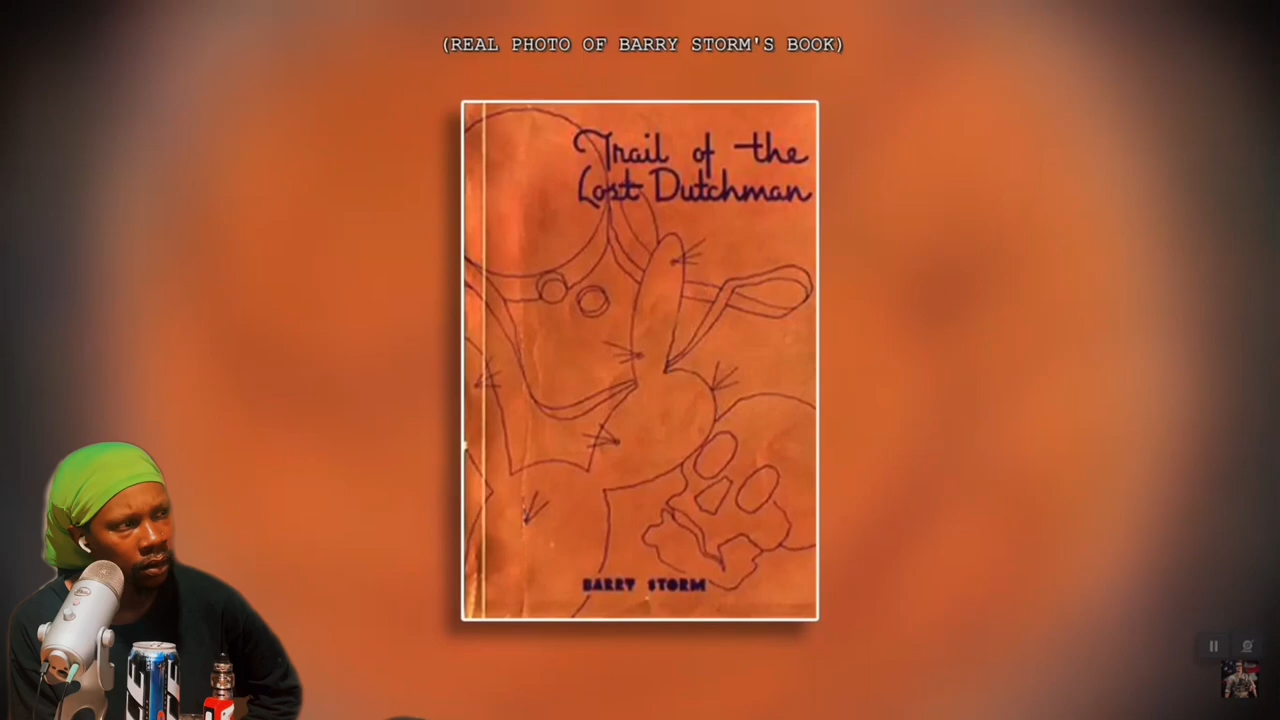 (REAL PHOTO OF BARRY STORM'S BOOK)
Trail of the
Lost Dutchman
BARRY STORM